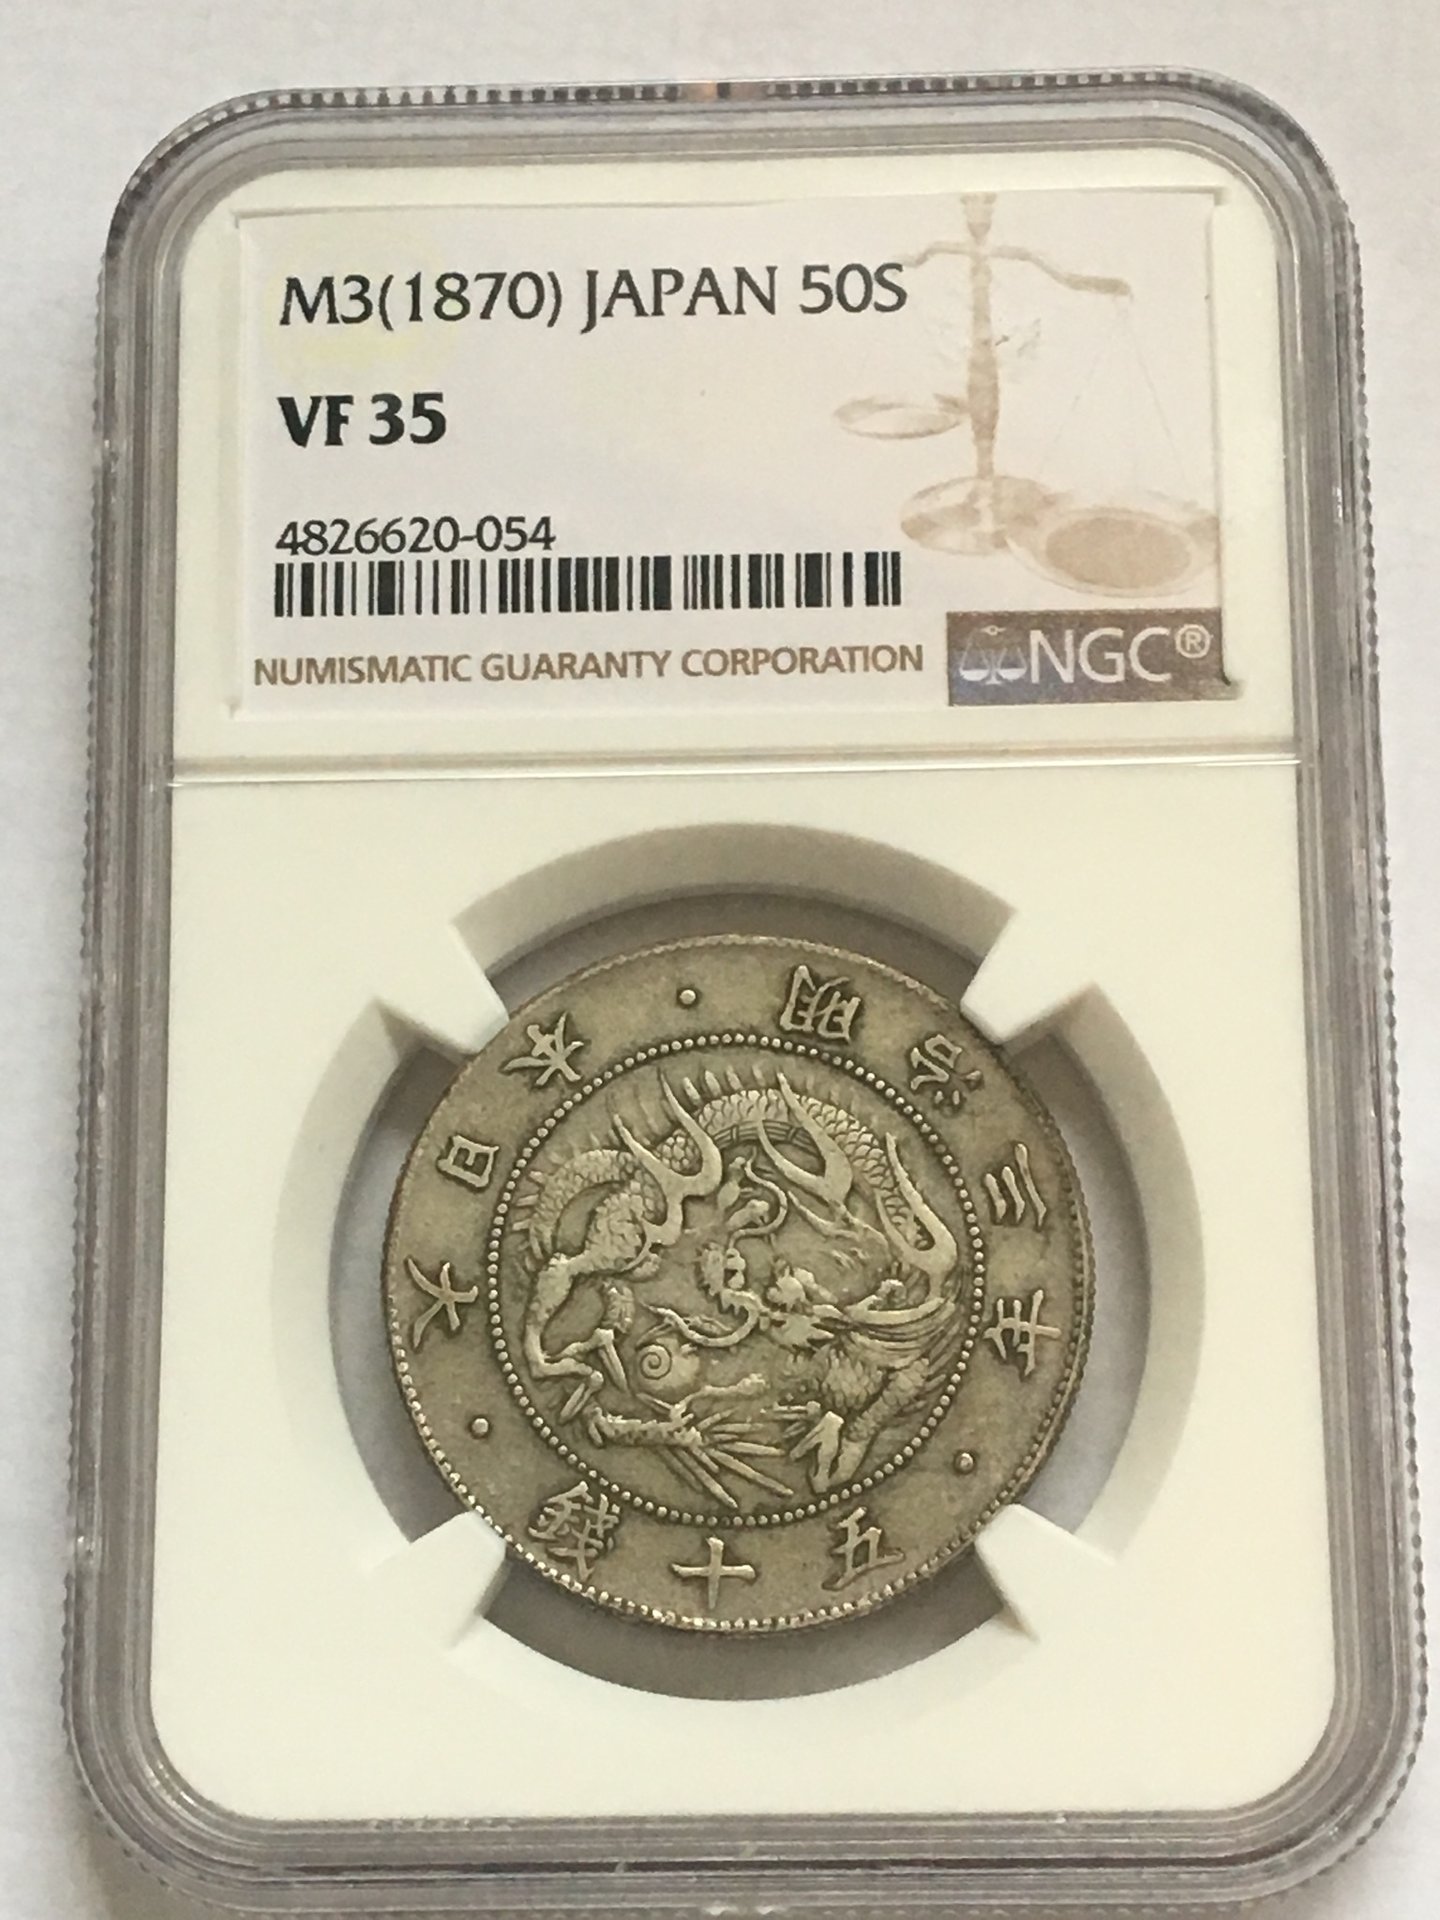 M3(1870) JAPAN 50S
VF 35
4826620-054
NUMISMATIC GUARANTY CORPORATION
NGC®
大日本・明治三年・五十銭・